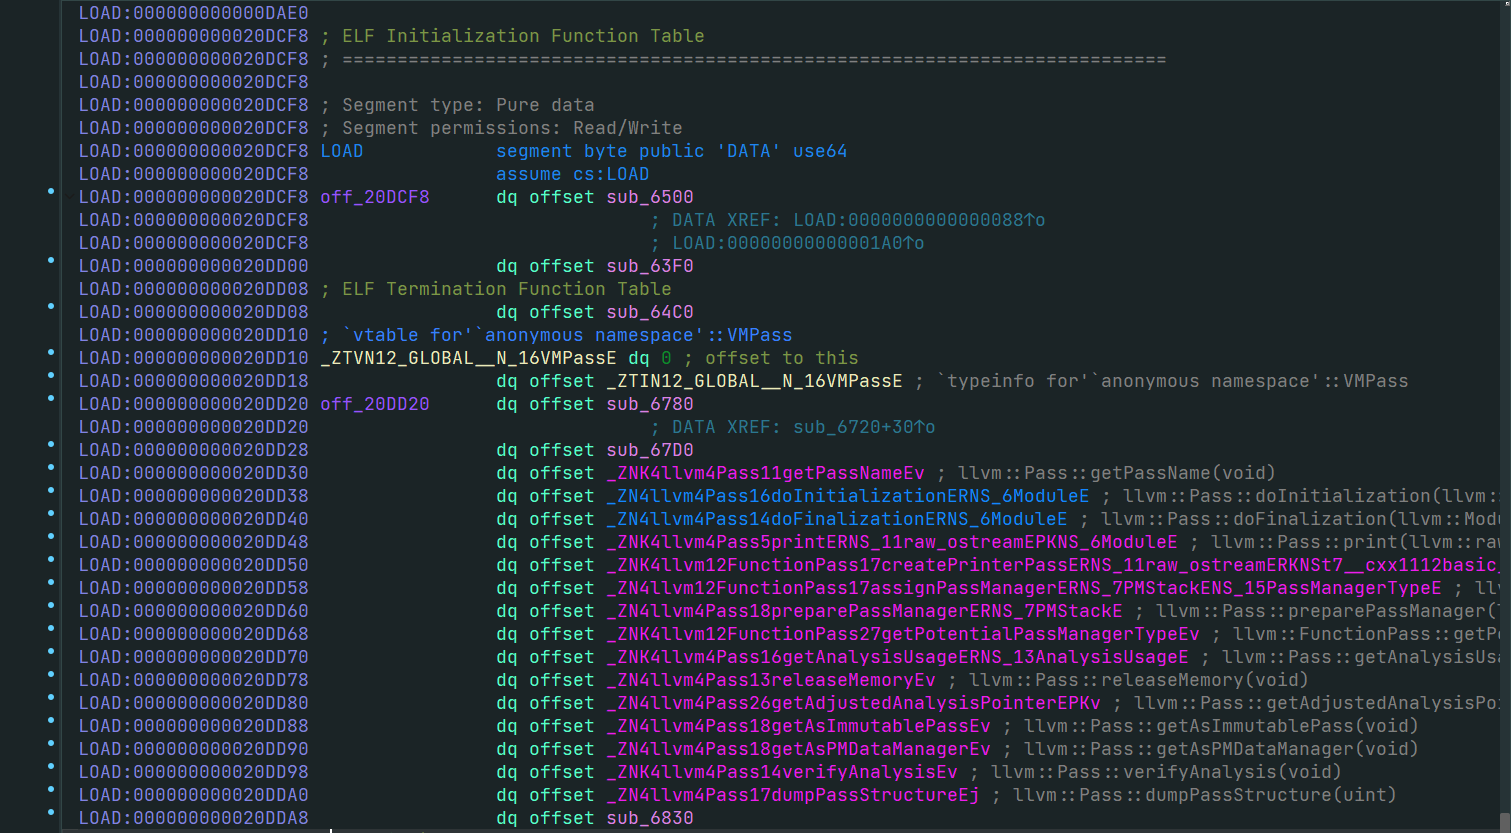 LOAD:000000000000DAE0
LOAD:000000000020DCF8 ; ELF Initialization Function Table
LOAD:000000000020DCF8 ; ===========================================================================
LOAD:000000000020DCF8
LOAD:000000000020DCF8 ; Segment type: Pure data
LOAD:000000000020DCF8 ; Segment permissions: Read/Write
LOAD:000000000020DCF8 LOAD segment byte public 'DATA' use64
LOAD:000000000020DCF8 assume cs:LOAD
LOAD:000000000020DCF8 off_20DCF8 dq offset sub_6500
LOAD:000000000020DCF8 ; DATA XREF: LOAD:0000000000000088↑o
LOAD:000000000020DCF8 ; LOAD:00000000000001A0↑o
LOAD:000000000020DD00 dq offset sub_63F0
LOAD:000000000020DD08 ; ELF Termination Function Table
LOAD:000000000020DD08 dq offset sub_64C0
LOAD:000000000020DD10 ; `vtable for'`anonymous namespace'::VMPass
LOAD:000000000020DD10 _ZTVN12_GLOBAL__N_16VMPassE dq 0 ; offset to this
LOAD:000000000020DD18 dq offset _ZTIN12_GLOBAL__N_16VMPassE ; `typeinfo for'`anonymous namespace'::VMPass
LOAD:000000000020DD20 off_20DD20 dq offset sub_6780
LOAD:000000000020DD20 ; DATA XREF: sub_6720+30↑o
LOAD:000000000020DD28 dq offset sub_67D0
LOAD:000000000020DD30 dq offset _ZNK4llvm4Pass11getPassNameEv ; llvm::Pass::getPassName(void)
LOAD:000000000020DD38 dq offset _ZN4llvm4Pass16doInitializationERNS_6ModuleE ; llvm::Pass::doInitialization(llvm::
LOAD:000000000020DD40 dq offset _ZN4llvm4Pass14doFinalizationERNS_6ModuleE ; llvm::Pass::doFinalization(llvm::Modu
LOAD:000000000020DD48 dq offset _ZNK4llvm4Pass5printERNS_11raw_ostreamEPKNS_6ModuleE ; llvm::Pass::print(llvm::raw
LOAD:000000000020DD50 dq offset _ZNK4llvm12FunctionPass17createPrinterPassERNS_11raw_ostreamERKNSt7__cxx1112basic_
LOAD:000000000020DD58 dq offset _ZN4llvm12FunctionPass17assignPassManagerERNS_7PMStackENS_15PassManagerTypeE ; ll
LOAD:000000000020DD60 dq offset _ZN4llvm4Pass18preparePassManagerERNS_7PMStackE ; llvm::Pass::preparePassManager(
LOAD:000000000020DD68 dq offset _ZNK4llvm12FunctionPass27getPotentialPassManagerTypeEv ; llvm::FunctionPass::getPo
LOAD:000000000020DD70 dq offset _ZNK4llvm4Pass16getAnalysisUsageERNS_13AnalysisUsageE ; llvm::Pass::getAnalysisUsa
LOAD:000000000020DD78 dq offset _ZN4llvm4Pass13releaseMemoryEv ; llvm::Pass::releaseMemory(void)
LOAD:000000000020DD80 dq offset _ZN4llvm4Pass26getAdjustedAnalysisPointerEPKv ; llvm::Pass::getAdjustedAnalysisPoi
LOAD:000000000020DD88 dq offset _ZN4llvm4Pass18getAsImmutablePassEv ; llvm::Pass::getAsImmutablePass(void)
LOAD:000000000020DD90 dq offset _ZN4llvm4Pass18getAsPMDataManagerEv ; llvm::Pass::getAsPMDataManager(void)
LOAD:000000000020DD98 dq offset _ZNK4llvm4Pass14verifyAnalysisEv ; llvm::Pass::verifyAnalysis(void)
LOAD:000000000020DDA0 dq offset _ZN4llvm4Pass17dumpPassStructureEj ; llvm::Pass::dumpPassStructure(uint)
LOAD:000000000020DDA8 dq offset sub_6830